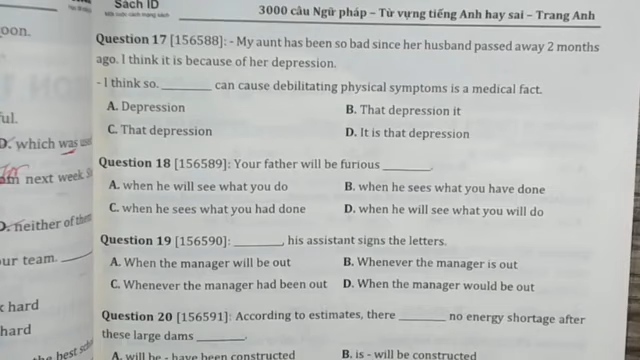 Sách ID
3000 câu Ngữ pháp – Từ vựng tiếng Anh hay sai – Trang Anh
oon.
Question 17 [156588]: - My aunt has been so bad since her husband passed away 2 months
ago. I think it is because of her depression.
- I think so. ________ can cause debilitating physical symptoms is a medical fact.
A. Depression
B. That depression it
C. That depression
D. It is that depression
ful.
D. which was used
am next week
D. neither of them
ur team.
k hard
hard
the best
Question 18 [156589]: Your father will be furious ________.
A. when he will see what you do
B. when he sees what you have done
C. when he sees what you had done
D. when he will see what you will do
Question 19 [156590]: ________, his assistant signs the letters.
A. When the manager will be out
B. Whenever the manager is out
C. Whenever the manager had been out
D. When the manager would be out
Question 20 [156591]: According to estimates, there ________ no energy shortage after
these large dams ________.
A. will be - have been constructed
B. is - will be constructed